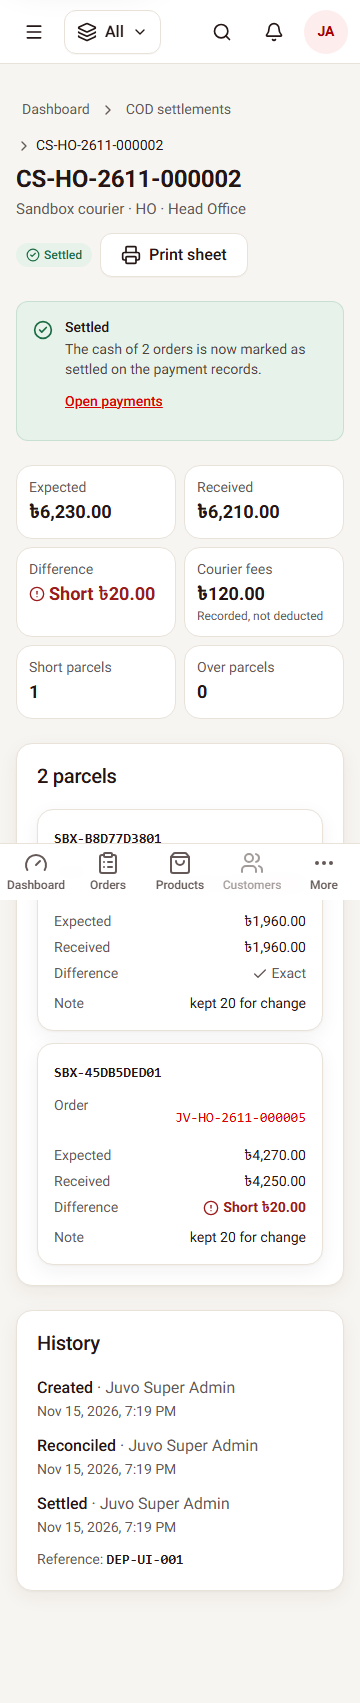 All
JA
Dashboard > COD settlements
> CS-HO-2611-000002
CS-HO-2611-000002
Sandbox courier · HO · Head Office
Settled
Print sheet
Settled
The cash of 2 orders is now marked as
settled on the payment records.
Open payments
Expected
৳6,230.00
Received
৳6,210.00
Difference
Short ৳20.00
Courier fees
৳120.00
Recorded, not deducted
Short parcels
1
Over parcels
0
2 parcels
SBX-B8D77D3801
Dashboard
Orders
Products
Customers
More
Expected ৳1,960.00
Received ৳1,960.00
Difference Exact
Note kept 20 for change
SBX-45DB5DED01
Order
JV-HO-2611-000005
Expected ৳4,270.00
Received ৳4,250.00
Difference Short ৳20.00
Note kept 20 for change
History
Created · Juvo Super Admin
Nov 15, 2026, 7:19 PM
Reconciled · Juvo Super Admin
Nov 15, 2026, 7:19 PM
Settled · Juvo Super Admin
Nov 15, 2026, 7:19 PM
Reference: DEP-UI-001